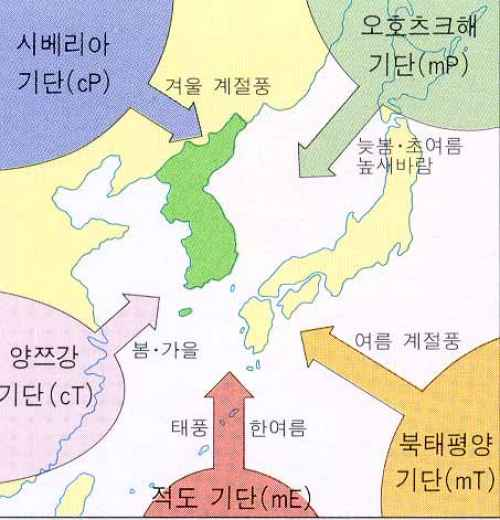 시베리아
기단(cP)
겨울 계절풍
오호츠크해
기단(mP)
늦봄·초여름
높새바람
양쯔강
기단(cT)
봄·가을
여름 계절풍
태풍
한여름
북태평양
기단(mT)
적도 기단(mE)